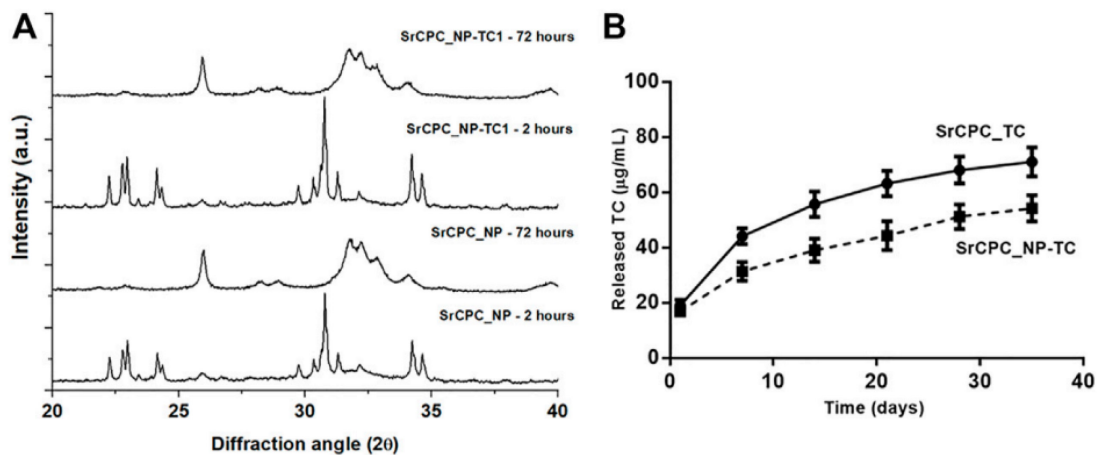 A
Intensity (a.u.)
SrCPC_NP-TC1 - 72 hours
SrCPC_NP-TC1 - 2 hours
SrCPC_NP - 72 hours
SrCPC_NP - 2 hours
20 25 30 35 40
Diffraction angle (2θ)
B
Released TC (µg/mL)
100
80
60
40
20
0
SrCPC_TC
SrCPC_NP-TC
0 10 20 30 40
Time (days)